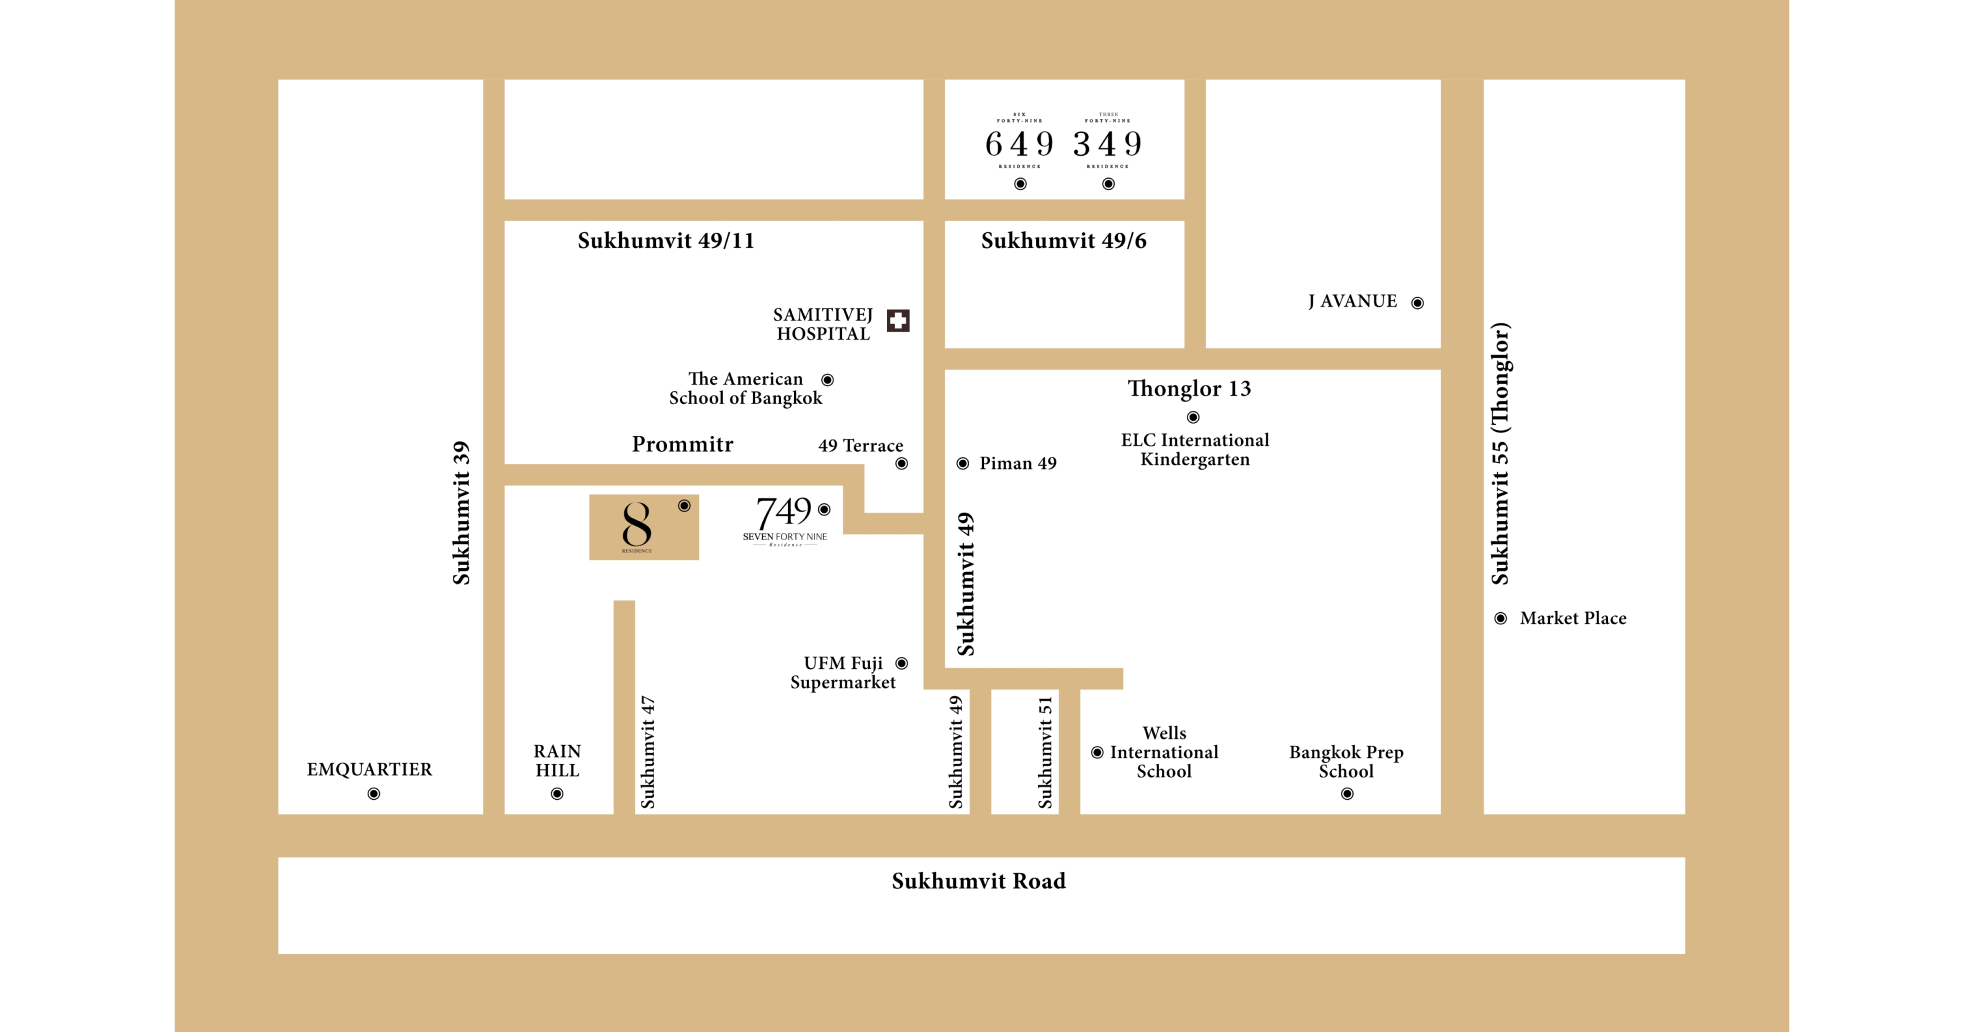 SIX
FORTY-NINE
649
RESIDENCE
THREE
FORTY-NINE
349
RESIDENCE
Sukhumvit 49/11
Sukhumvit 49/6
SAMITIVEJ
HOSPITAL
J AVANUE
The American
School of Bangkok
Thonglor 13
ELC International
Kindergarten
Prommitr
49 Terrace
Piman 49
Sukhumvit 39
8
RESIDENCE
749
SEVEN FORTY NINE
Residence
Sukhumvit 49
Sukhumvit 55 (Thonglor)
Market Place
UFM Fuji
Supermarket
Sukhumvit 47
Sukhumvit 49
Sukhumvit 51
Wells
International
School
Bangkok Prep
School
EMQUARTIER
RAIN
HILL
Sukhumvit Road